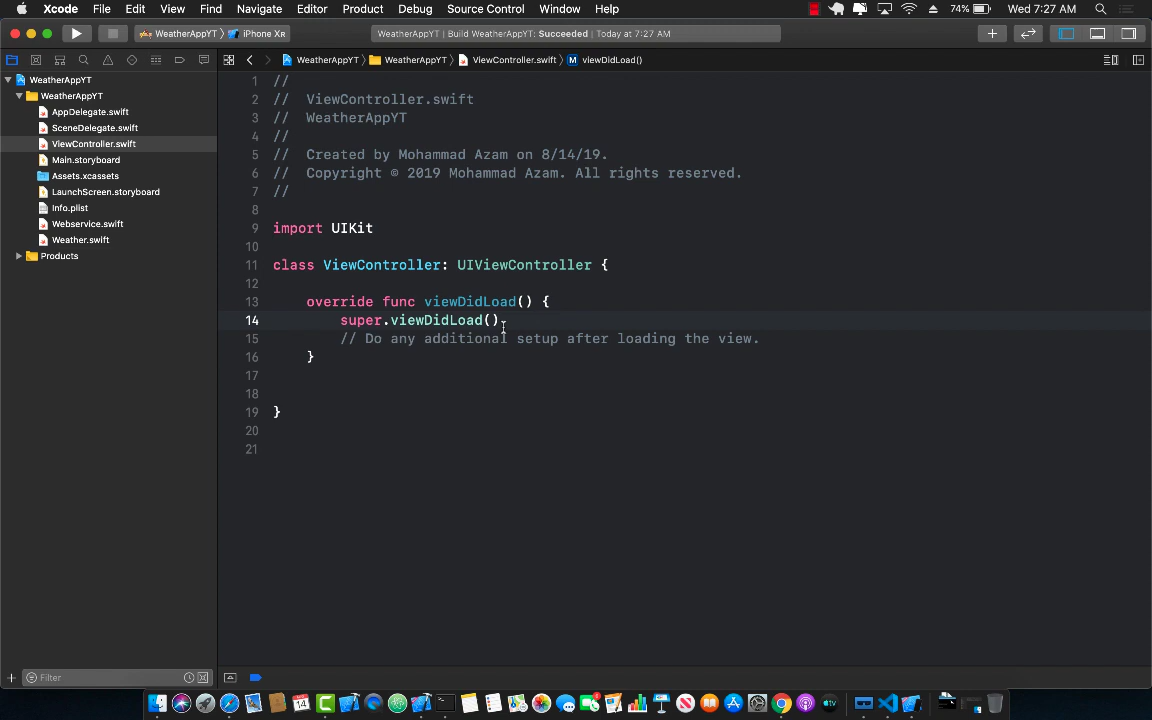 Xcode File Edit View Find Navigate Editor Product Debug Source Control Window Help 74% Wed 7:27 AM
WeatherAppYT iPhone Xʀ WeatherAppYT | Build WeatherAppYT: Succeeded | Today at 7:27 AM
WeatherAppYT WeatherAppYT ViewController.swift M viewDidLoad()
WeatherAppYT
WeatherAppYT
AppDelegate.swift
SceneDelegate.swift
ViewController.swift
Main.storyboard
Assets.xcassets
LaunchScreen.storyboard
Info.plist
Webservice.swift
Weather.swift
Products
1 //
2 // ViewController.swift
3 // WeatherAppYT
4 //
5 // Created by Mohammad Azam on 8/14/19.
6 // Copyright © 2019 Mohammad Azam. All rights reserved.
7 //
8
9 import UIKit
10
11 class ViewController: UIViewController {
12
13 override func viewDidLoad() {
14 super.viewDidLoad()
15 // Do any additional setup after loading the view.
16 }
17
18
19 }
20
21
Filter
14
tv